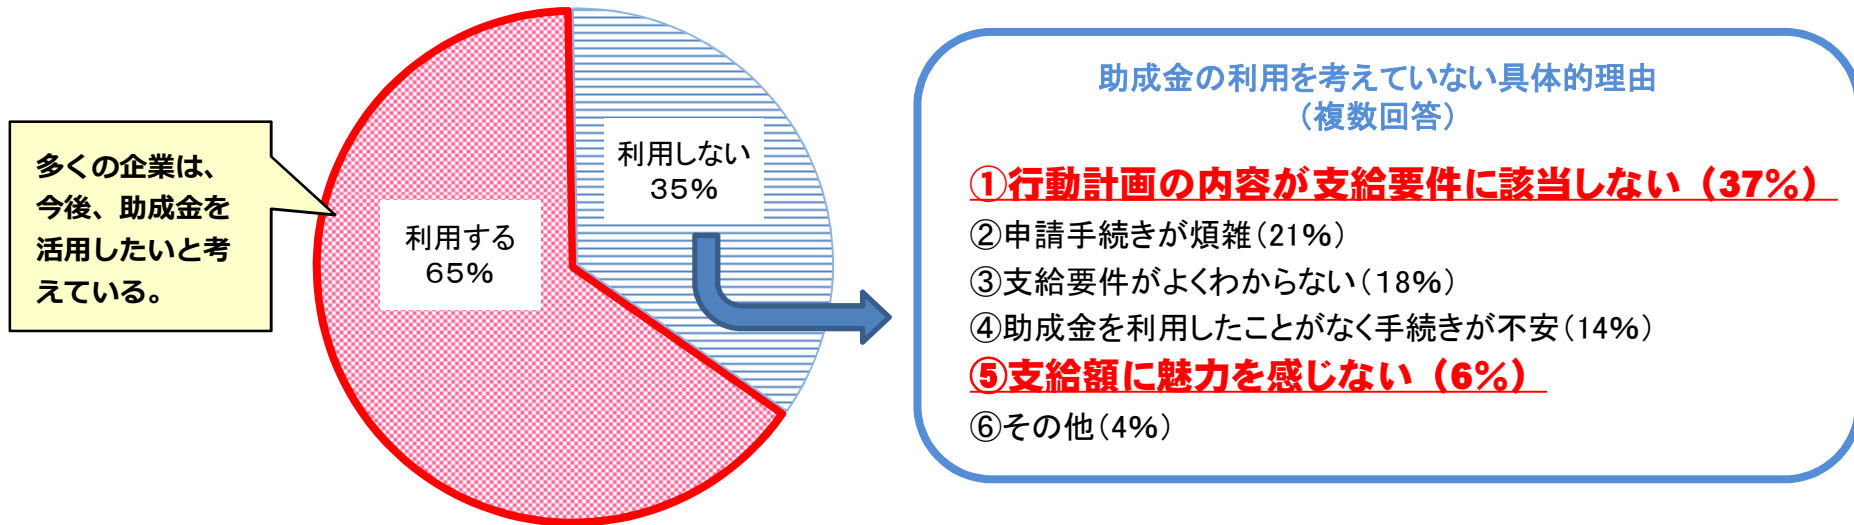 多くの企業は、
今後、助成金を
活用したいと考
えている。
利用する
65%
利用しない
35%
助成金の利用を考えていない具体的理由
（複数回答）
①行動計画の内容が支給要件に該当しない（37%）
②申請手続きが煩雑（21%）
③支給要件がよくわからない（18%）
④助成金を利用したことがなく手続きが不安（14%）
⑤支給額に魅力を感じない（6%）
⑥その他（4%）